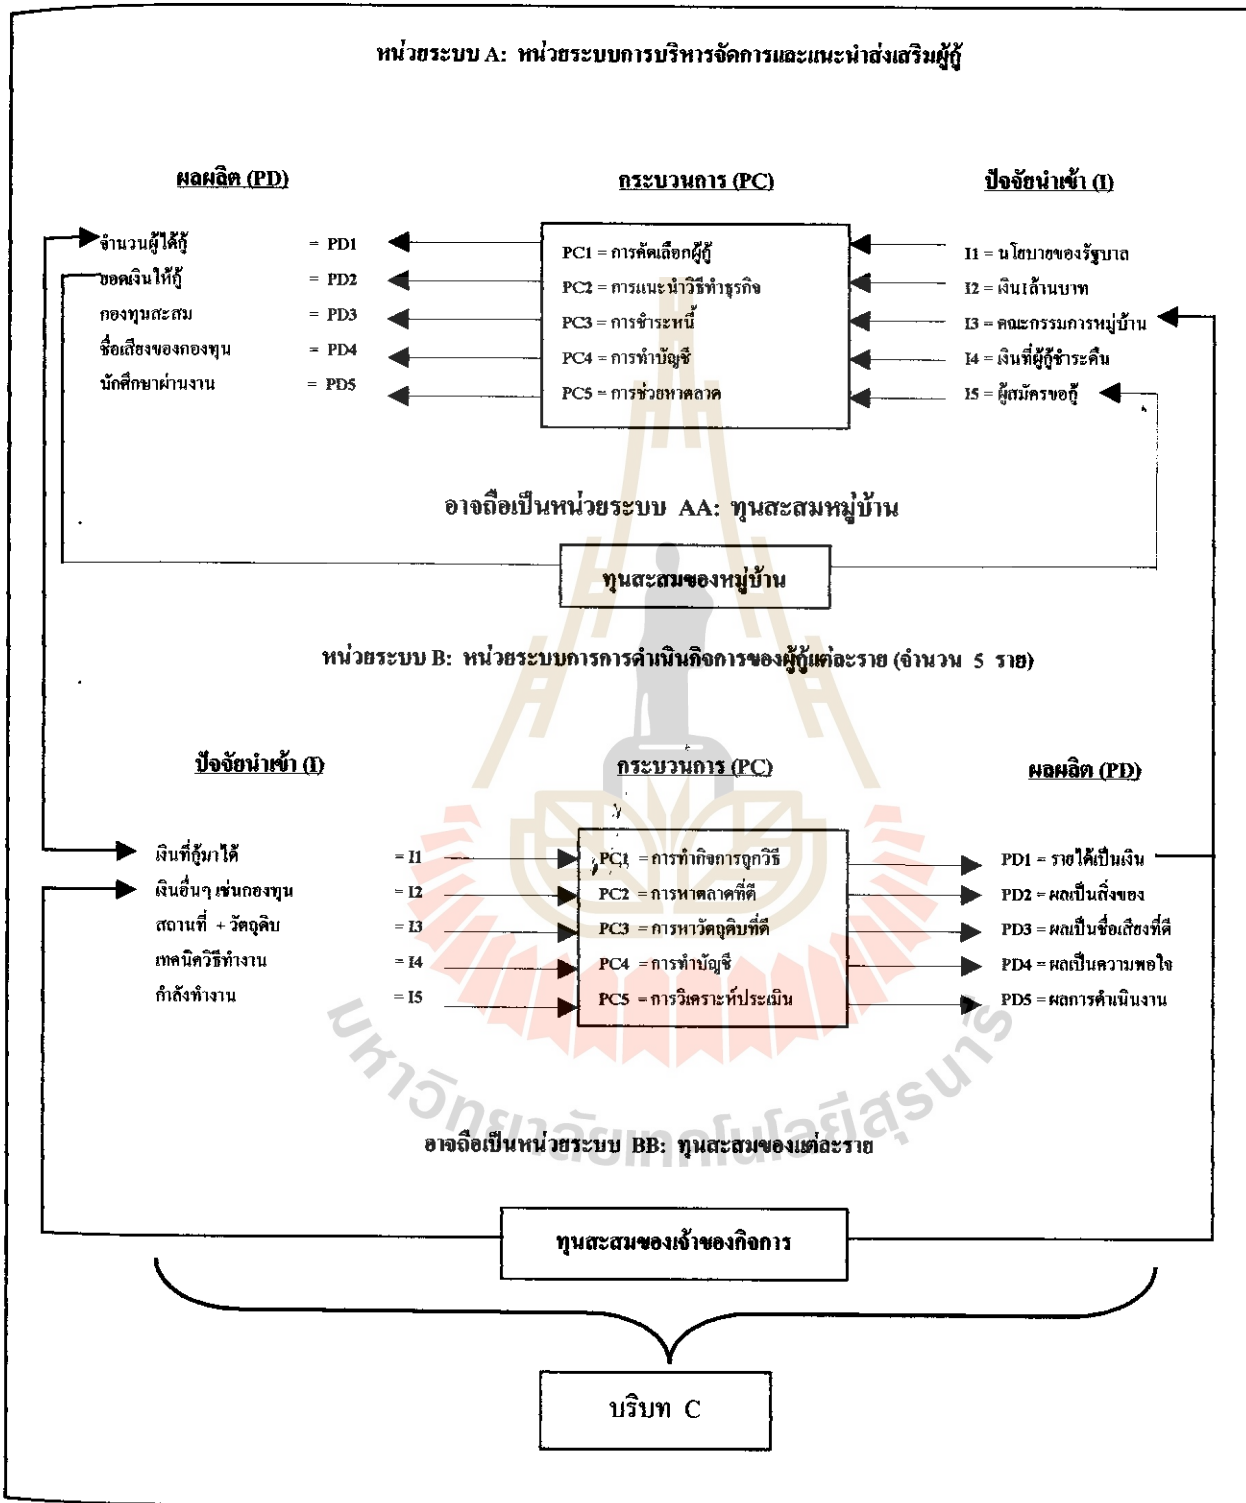 หน่วยระบบ A: หน่วยระบบการบริหารจัดการและแนะนำส่งเสริมผู้กู้
ผลผลิต (PD) กระบวนการ (PC) ปัจจัยนำเข้า (I)
จำนวนผู้ได้กู้ = PD1 PC1 = การคัดเลือกผู้กู้ I1 = นโยบายของรัฐบาล
ยอดเงินให้กู้ = PD2 PC2 = การแนะนำวิธีทำธุรกิจ I2 = เงิน1ล้านบาท
กองทุนสะสม = PD3 PC3 = การชำระหนี้ I3 = คณะกรรมการหมู่บ้าน
ชื่อเสียงของกองทุน = PD4 PC4 = การทำบัญชี I4 = เงินที่ผู้กู้ชำระคืน
นักศึกษาผ่านงาน = PD5 PC5 = การช่วยหาตลาด I5 = ผู้สมัครขอกู้
อาจถือเป็นหน่วยระบบ AA: ทุนสะสมหมู่บ้าน
ทุนสะสมของหมู่บ้าน
หน่วยระบบ B: หน่วยระบบการการดำเนินกิจการของผู้กู้แต่ละราย (จำนวน 5 ราย)
ปัจจัยนำเข้า (I) กระบวนการ (PC) ผลผลิต (PD)
เงินที่กู้มาได้ = I1 PC1 = การทำกิจการถูกวิธี PD1 = รายได้เป็นเงิน
เงินอื่นๆ เช่นกองทุน = I2 PC2 = การหาตลาดที่ดี PD2 = ผลเป็นสิ่งของ
สถานที่ + วัตถุดิบ = I3 PC3 = การหาวัตถุดิบที่ดี PD3 = ผลเป็นชื่อเสียงที่ดี
เทคนิควิธีทำงาน = I4 PC4 = การทำบัญชี PD4 = ผลเป็นความพอใจ
กำลังทำงาน = I5 PC5 = การวิเคราะห์ประเมิน PD5 = ผลการดำเนินงาน
มหาวิทยาลัยเทคโนโลยีสุรนารี
อาจถือเป็นหน่วยระบบ BB: ทุนสะสมของแต่ละราย
ทุนสะสมของเจ้าของกิจการ
บริบท C